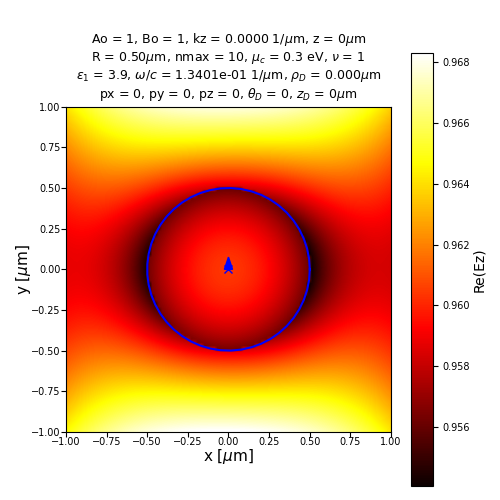 Ao = 1, Bo = 1, kz = 0.0000 1/μm, z = 0μm
R = 0.50μm, nmax = 10, μc = 0.3 eV, ν = 1
ε1 = 3.9, ω/c = 1.3401e-01 1/μm, ρD = 0.000μm
px = 0, py = 0, pz = 0, θD = 0, zD = 0μm
1.00
0.75
0.50
0.25
0.00
−0.25
−0.50
−0.75
−1.00
y [μm]
−1.00 −0.75 −0.50 −0.25 0.00 0.25 0.50 0.75 1.00
x [μm]
0.968
0.966
0.964
0.962
0.960
0.958
0.956
Re(Ez)